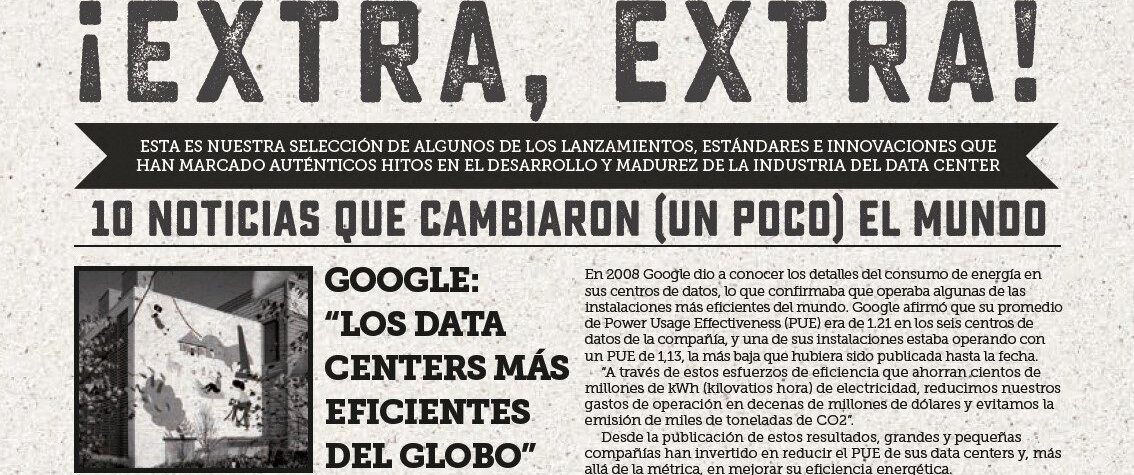 ¡EXTRA, EXTRA!
ESTA ES NUESTRA SELECCIÓN DE ALGUNOS DE LOS LANZAMIENTOS, ESTÁNDARES E INNOVACIONES QUE
HAN MARCADO AUTÉNTICOS HITOS EN EL DESARROLLO Y MADUREZ DE LA INDUSTRIA DEL DATA CENTER
10 NOTICIAS QUE CAMBIARON (UN POCO) EL MUNDO
GOOGLE:
“LOS DATA
CENTERS MÁS
EFICIENTES
DEL GLOBO”
En 2008 Google dio a conocer los detalles del consumo de energía en
sus centros de datos, lo que confirmaba que operaba algunas de las
instalaciones más eficientes del mundo. Google afirmó que su promedio
de Power Usage Effectiveness (PUE) era de 1.21 en los seis centros de
datos de la compañía, y una de sus instalaciones estaba operando con
un PUE de 1,13, la más baja que hubiera sido publicada hasta la fecha.
“A través de estos esfuerzos de eficiencia que ahorran cientos de
millones de kWh (kilovatios hora) de electricidad, reducimos nuestros
gastos de operación en decenas de millones de dólares y evitamos la
emisión de miles de toneladas de CO2”.
Desde la publicación de estos resultados, grandes y pequeñas
compañías han invertido en reducir el PUE de sus data centers y, más
allá de la métrica, en mejorar su eficiencia energética.